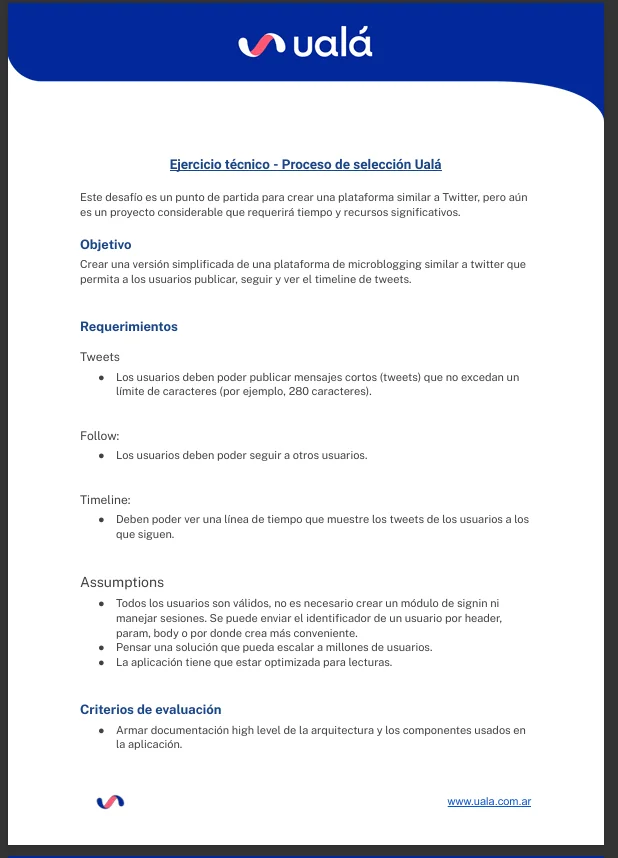 ualá
Ejercicio técnico - Proceso de selección Ualá
Este desafío es un punto de partida para crear una plataforma similar a Twitter, pero aún
es un proyecto considerable que requerirá tiempo y recursos significativos.
Objetivo
Crear una versión simplificada de una plataforma de microblogging similar a twitter que
permita a los usuarios publicar, seguir y ver el timeline de tweets.
Requerimientos
Tweets
● Los usuarios deben poder publicar mensajes cortos (tweets) que no excedan un
límite de caracteres (por ejemplo, 280 caracteres).
Follow:
● Los usuarios deben poder seguir a otros usuarios.
Timeline:
● Deben poder ver una línea de tiempo que muestre los tweets de los usuarios a los
que siguen.
Assumptions
● Todos los usuarios son válidos, no es necesario crear un módulo de signin ni
manejar sesiones. Se puede enviar el identificador de un usuario por header,
param, body o por donde crea más conveniente.
● Pensar una solución que pueda escalar a millones de usuarios.
● La aplicación tiene que estar optimizada para lecturas.
Criterios de evaluación
● Armar documentación high level de la arquitectura y los componentes usados en
la aplicación.
www.uala.com.ar